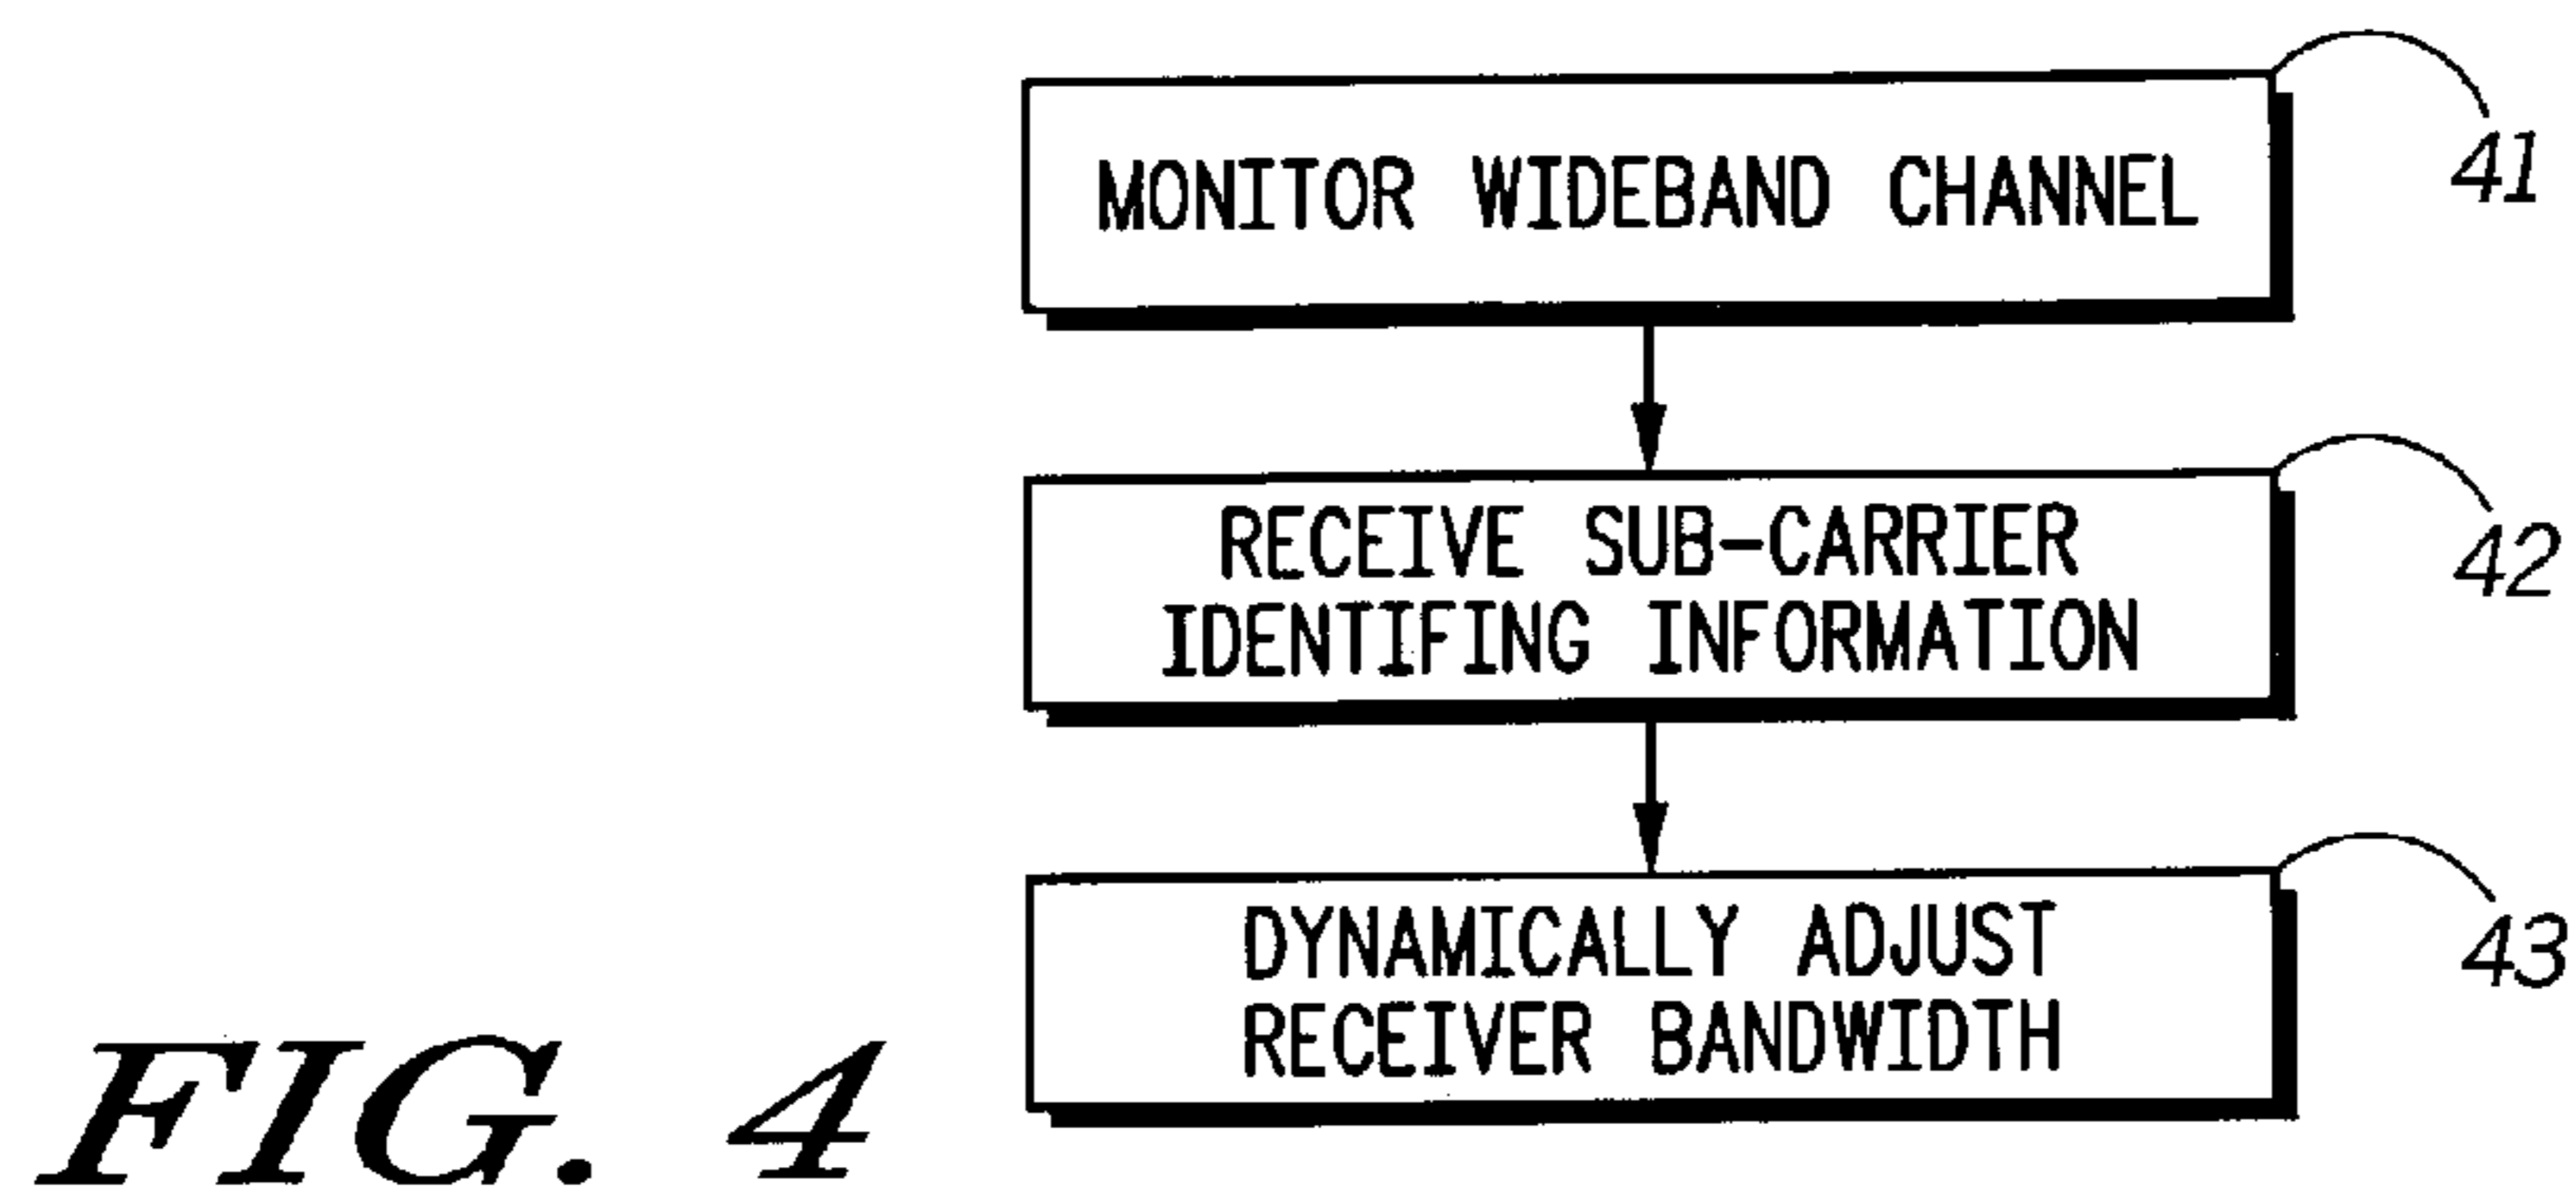 MONITOR WIDEBAND CHANNEL
41
RECEIVE SUB-CARRIER
IDENTIFING INFORMATION
42
DYNAMICALLY ADJUST
RECEIVER BANDWIDTH
43
FIG. 4